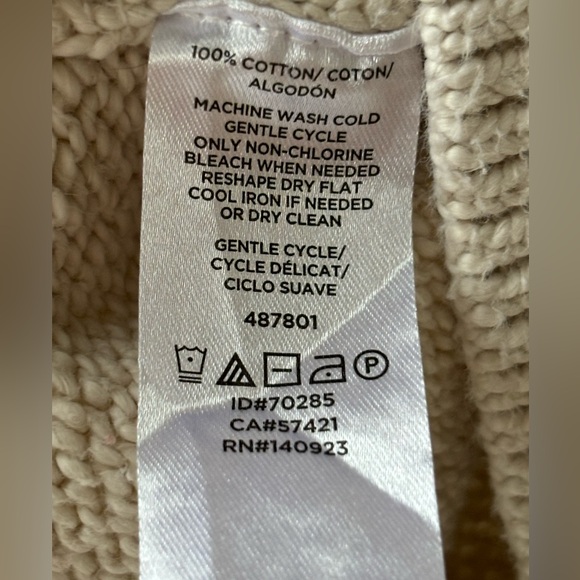 100% COTTON/ COTON/
ALGODÓN
MACHINE WASH COLD
GENTLE CYCLE
ONLY NON-CHLORINE
BLEACH WHEN NEEDED
RESHAPE DRY FLAT
COOL IRON IF NEEDED
OR DRY CLEAN
GENTLE CYCLE/
CYCLE DÉLICAT/
CICLO SUAVE
487801
P
ID#70285
CA#57421
RN#140923